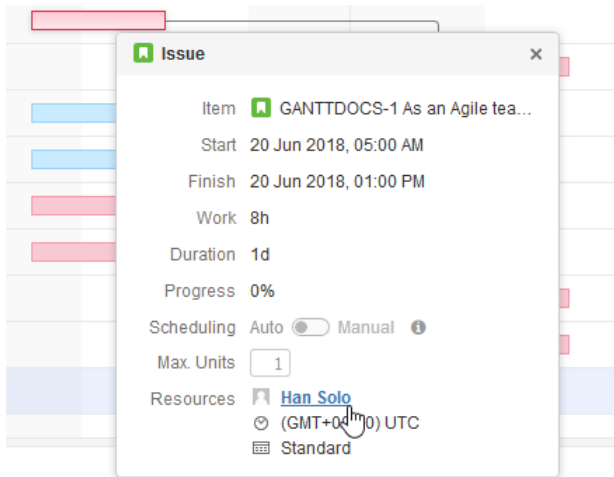 Issue
Item GANTTDOCS-1 As an Agile tea...
Start 20 Jun 2018, 05:00 AM
Finish 20 Jun 2018, 01:00 PM
Work 8h
Duration 1d
Progress 0%
Scheduling Auto Manual
Max. Units 1
Resources Han Solo
UTC
Standard